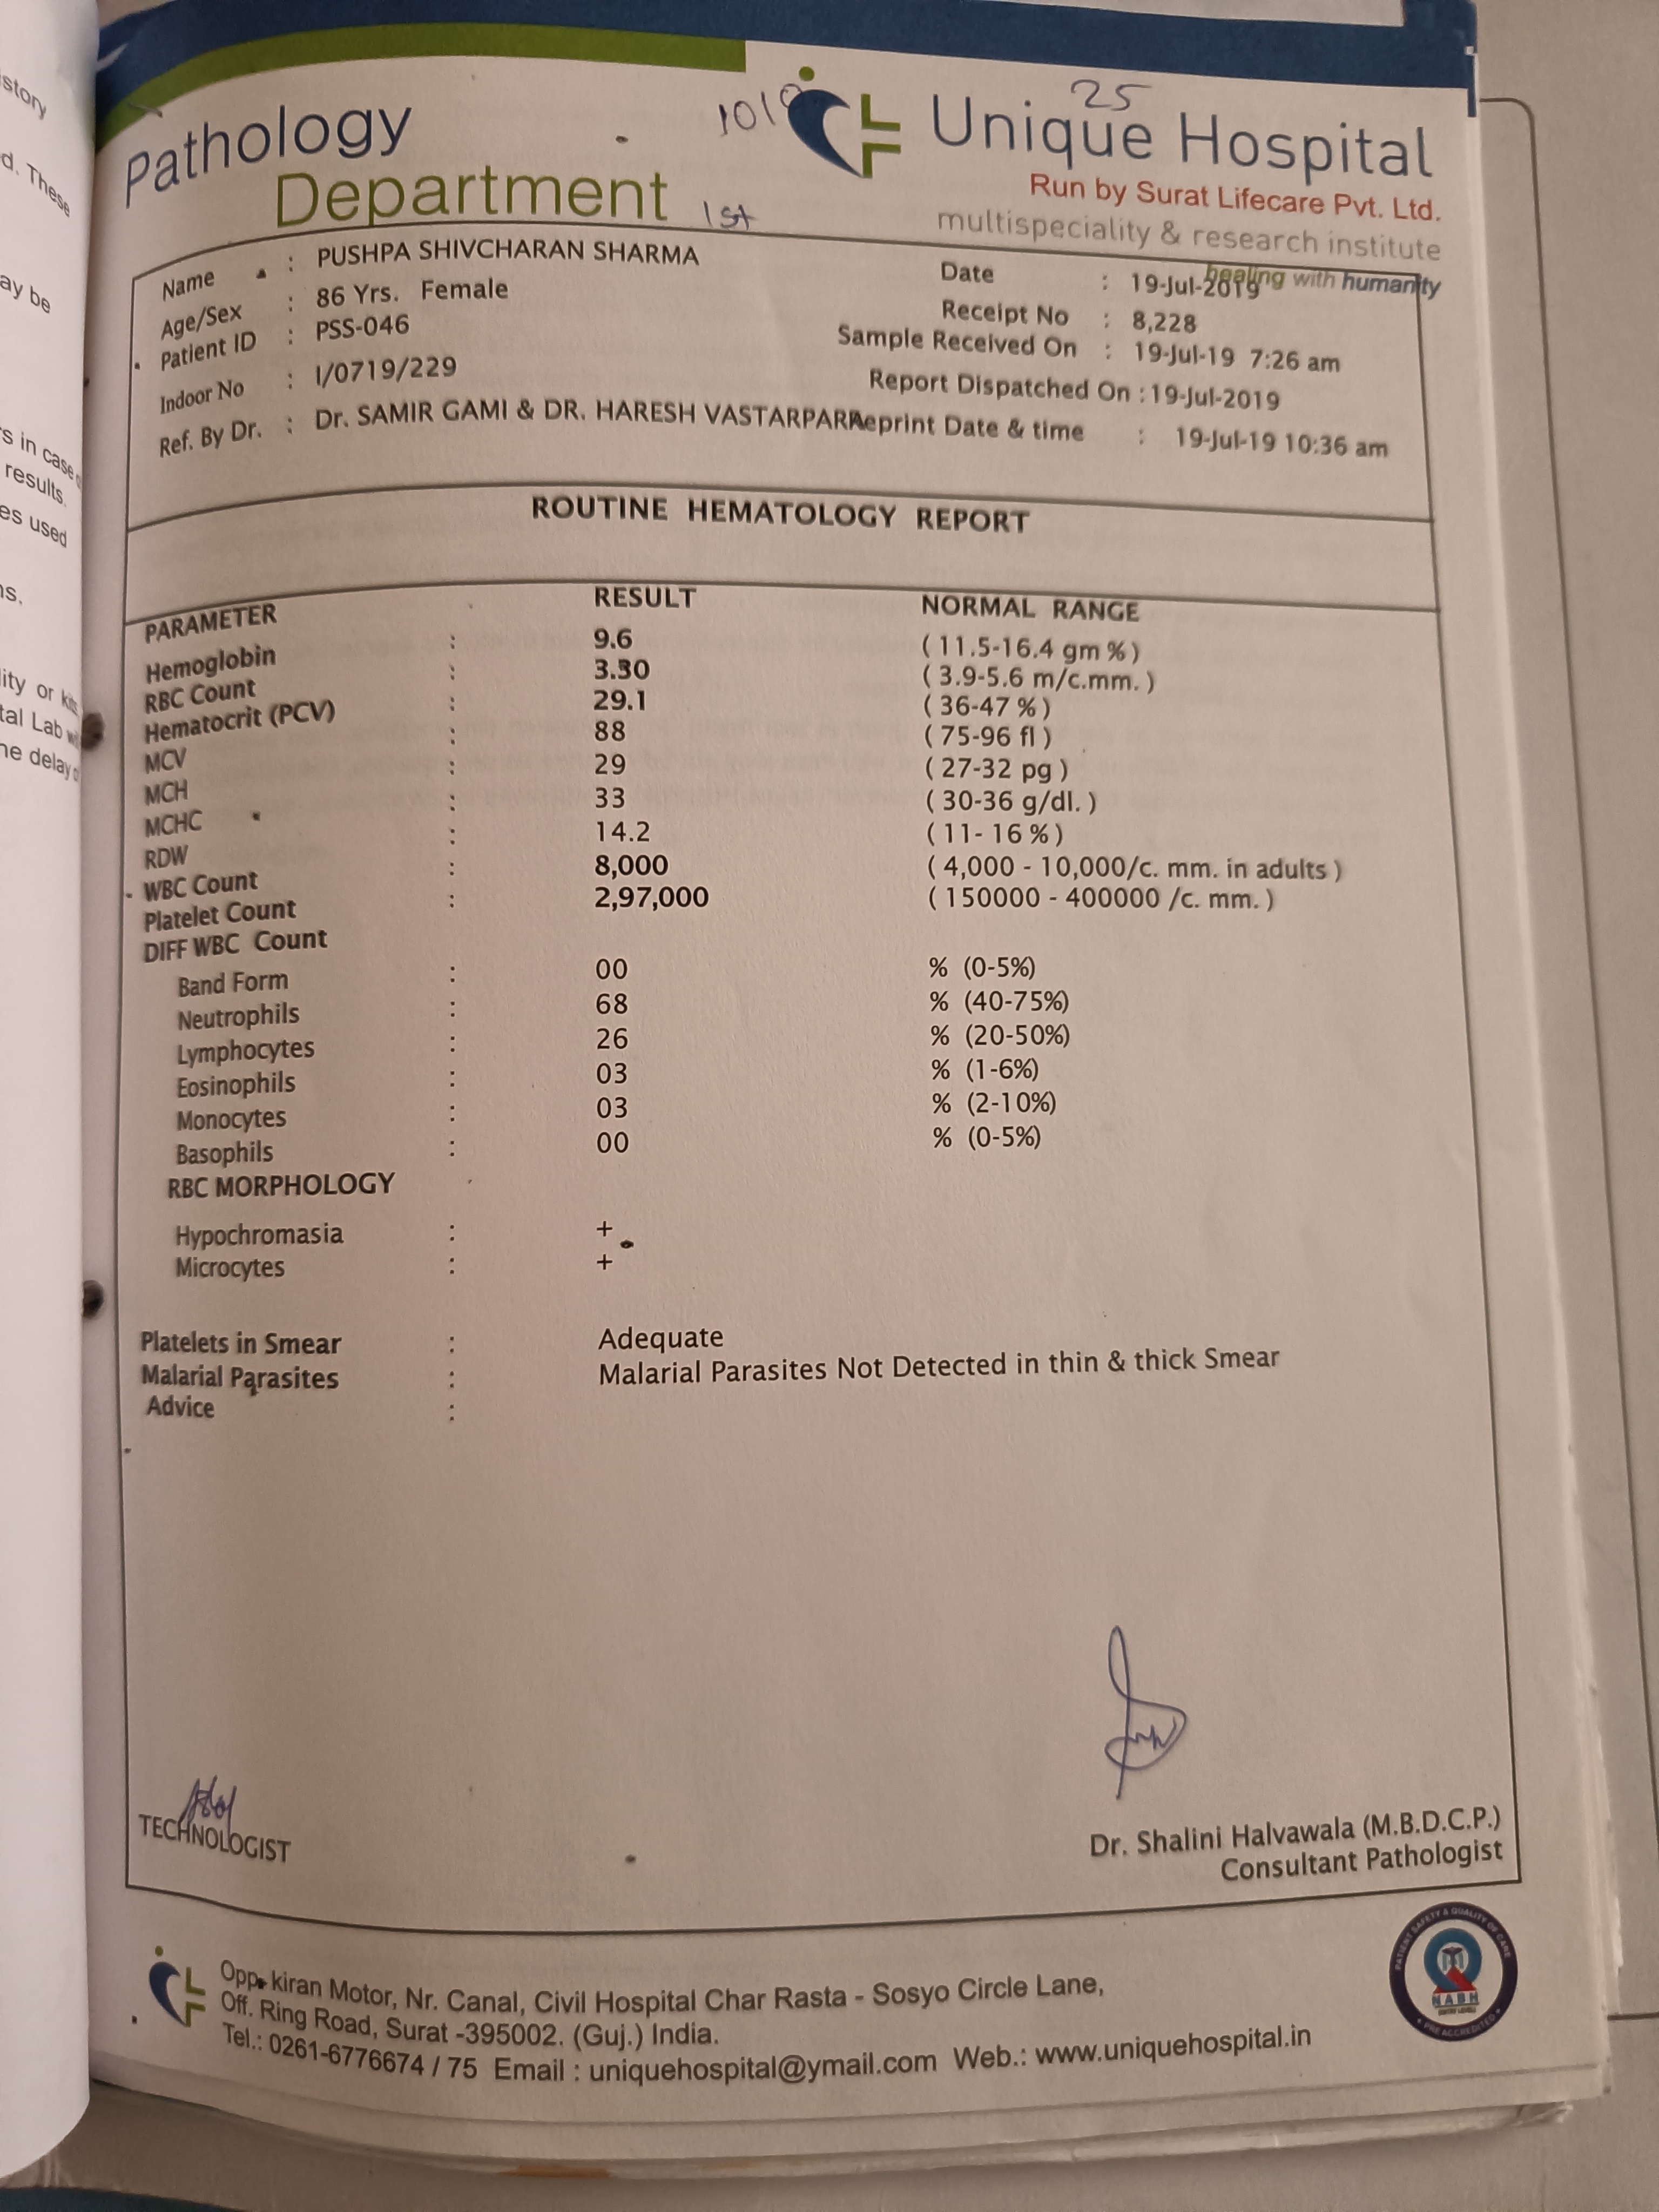 story
d. These
ay be
s in case
results.
es used
ns.
lity or kits
tal Lab
he delay
Pathology
Department
25
Unique Hospital
Run by Surat Lifecare Pvt. Ltd.
multispeciality & research institute
healing with humanity
1st
Name : PUSHPA SHIVCHARAN SHARMA
Age/Sex : 86 Yrs. Female
Patient ID : PSS-046
Indoor No : I/0719/229
Ref. By Dr. : Dr. SAMIR GAMI & DR. HARESH VASTARPARA
Date : 19-Jul-2019
Receipt No : 8,228
Sample Received On : 19-Jul-19 7:26 am
Report Dispatched On : 19-Jul-2019
Reprint Date & time : 19-Jul-19 10:36 am
ROUTINE HEMATOLOGY REPORT
PARAMETER RESULT NORMAL RANGE
Hemoglobin : 9.6 ( 11.5-16.4 gm % )
RBC Count : 3.30 ( 3.9-5.6 m/c.mm. )
Hematocrit (PCV) : 29.1 ( 36-47 % )
MCV : 88 ( 75-96 fl )
MCH : 29 ( 27-32 pg )
MCHC : 33 ( 30-36 g/dl. )
RDW : 14.2 ( 11- 16 % )
WBC Count : 8,000 ( 4,000 - 10,000/c. mm. in adults )
Platelet Count : 2,97,000 ( 150000 - 400000 /c. mm. )
DIFF WBC Count
Band Form : 00 % (0-5%)
Neutrophils : 68 % (40-75%)
Lymphocytes : 26 % (20-50%)
Eosinophils : 03 % (1-6%)
Monocytes : 03 % (2-10%)
Basophils : 00 % (0-5%)
RBC MORPHOLOGY
Hypochromasia : +
Microcytes : +
Platelets in Smear : Adequate
Malarial Parasites : Malarial Parasites Not Detected in thin & thick Smear
Advice :
TECHNOLOGIST
Dr. Shalini Halvawala (M.B.D.C.P.)
Consultant Pathologist
Opp. kiran Motor, Nr. Canal, Civil Hospital Char Rasta - Sosyo Circle Lane,
Off. Ring Road, Surat -395002. (Guj.) India.
Tel.: 0261-6776674 / 75 Email : uniquehospital@ymail.com Web.: www.uniquehospital.in
PATIENT SAFETY & QUALITY OF CARE
NABH
PRE ACCREDITED